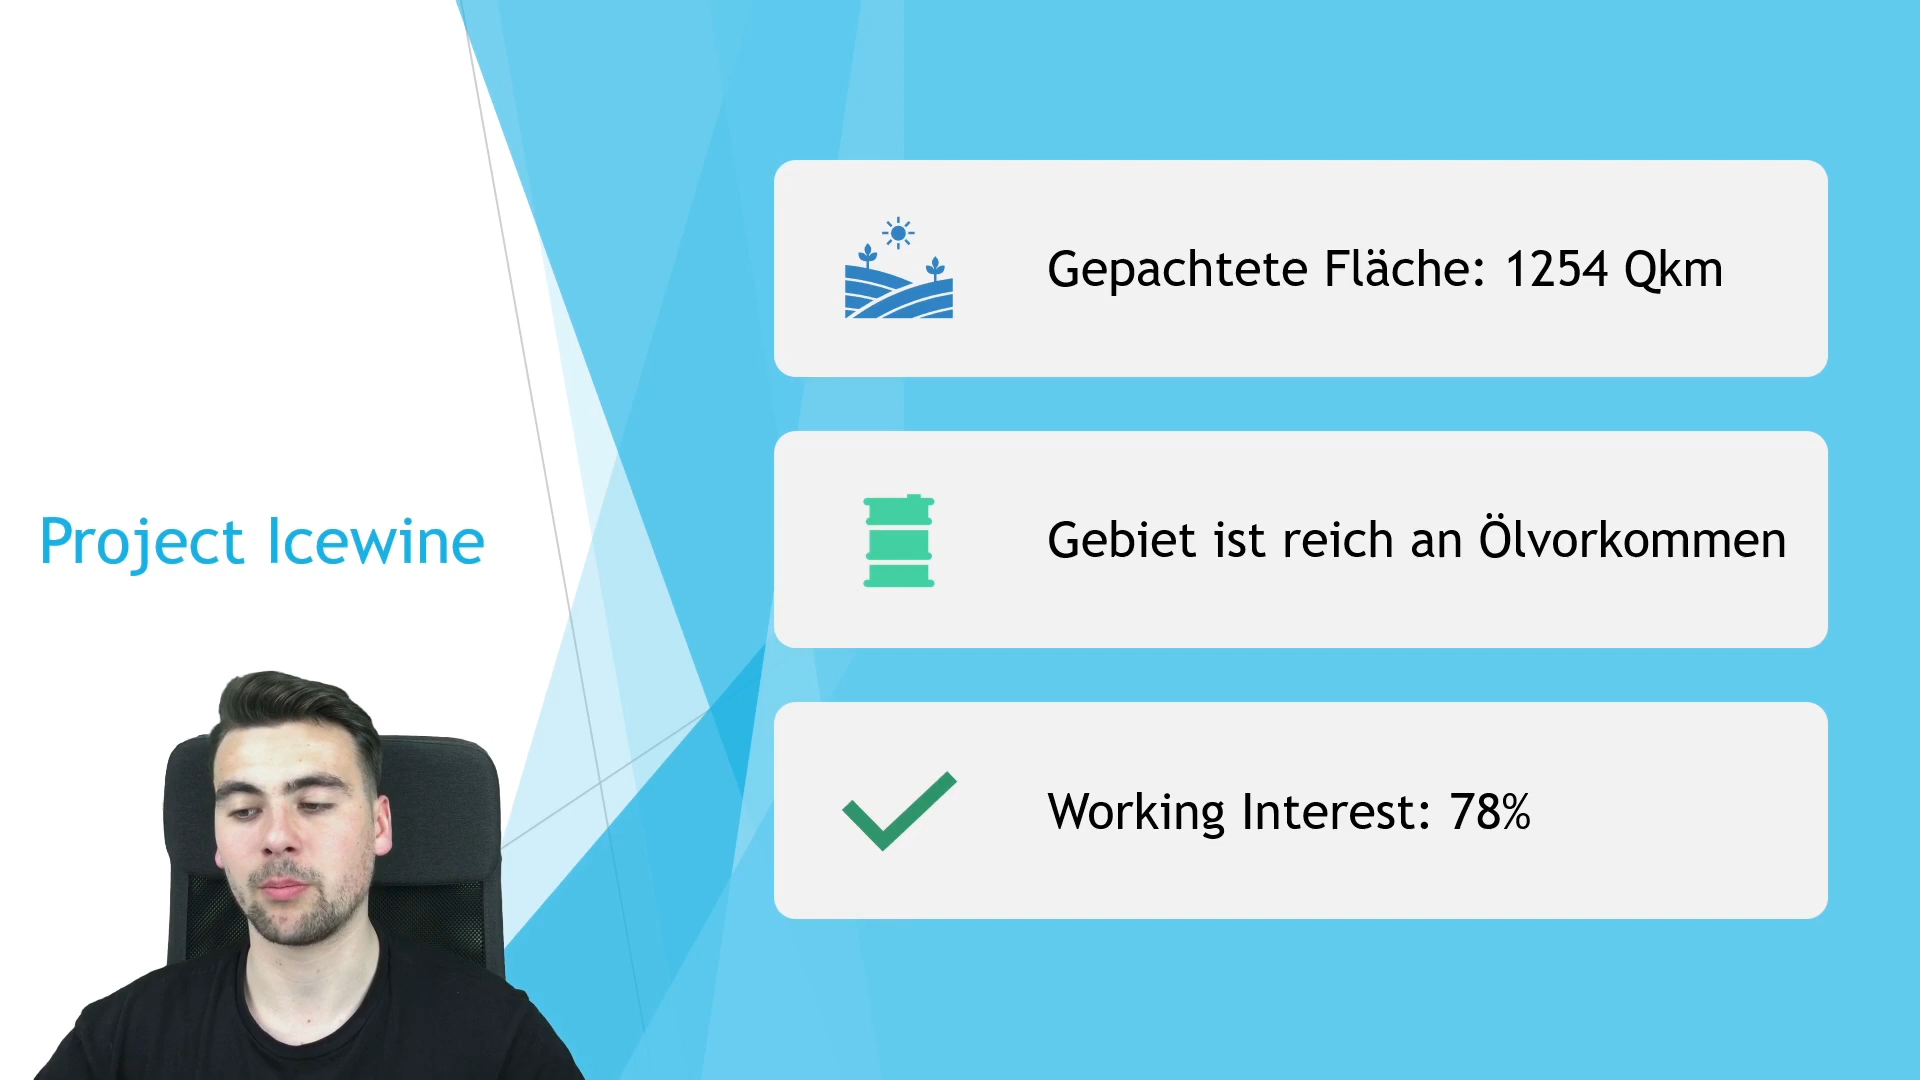 Project Icewine
Gepachtete Fläche: 1254 Qkm
Gebiet ist reich an Ölvorkommen
Working Interest: 78%